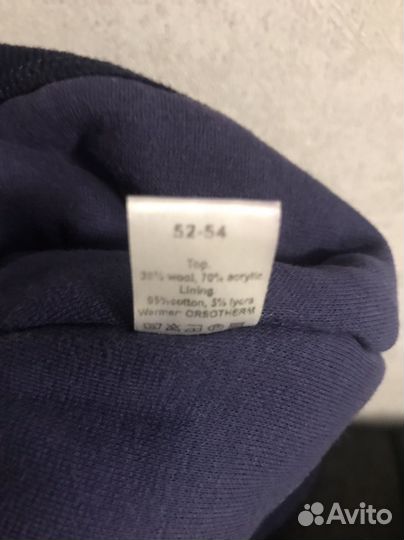 52-54
Top
30% wool, 70% acrylic
Lining
95%cotton, 5% lycra
Warmer ORSOTHERM
Avito